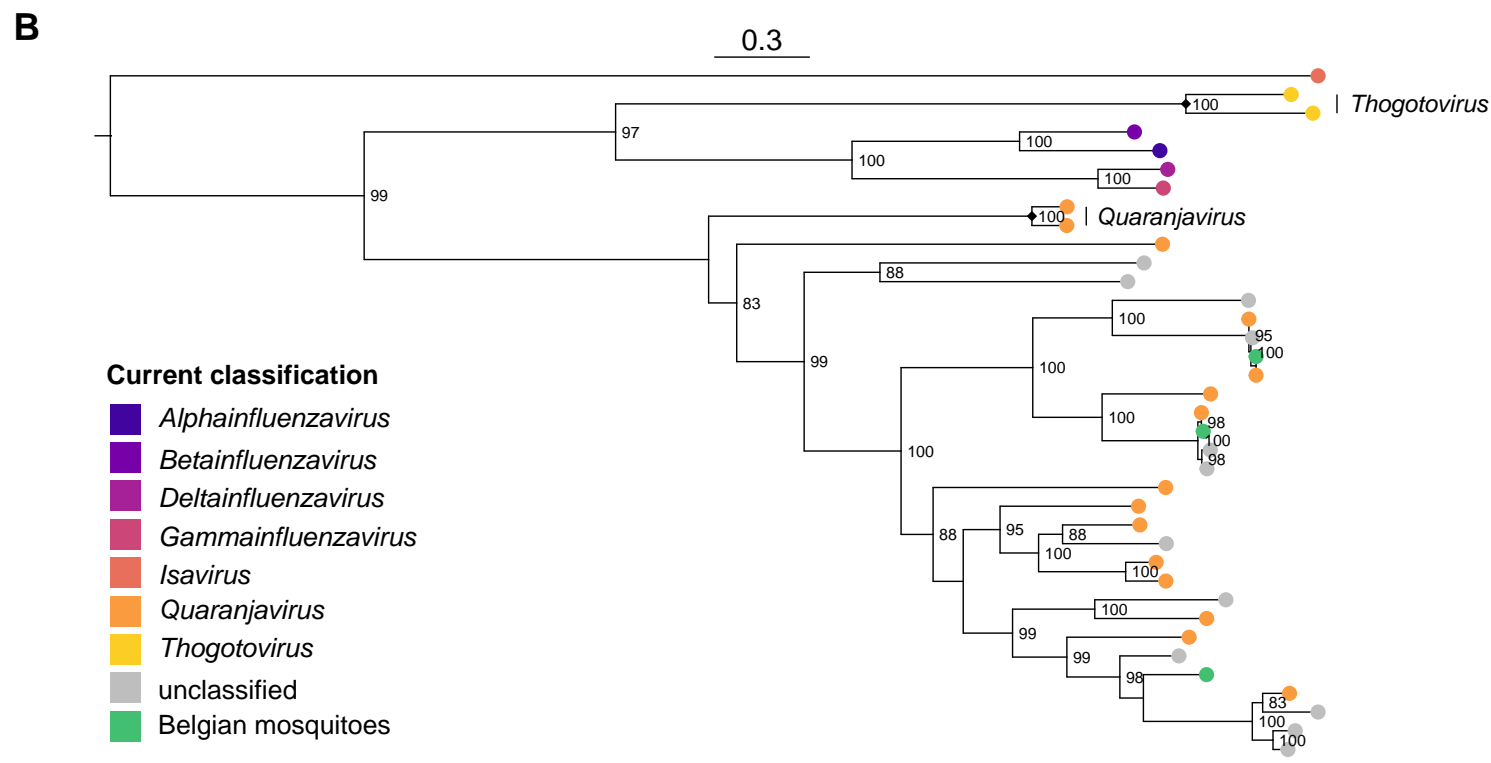 B
0.3
100 Thogotovirus
97
100
100
99
100
100 Quaranjavirus
88
83
100
95
100
99
100
100
98
100
100
98
88
95
88
100
100
100
99
99
98
83
100
100
Current classification
Alphainfluenzavirus
Betainfluenzavirus
Deltainfluenzavirus
Gammainfluenzavirus
Isavirus
Quaranjavirus
Thogotovirus
unclassified
Belgian mosquitoes